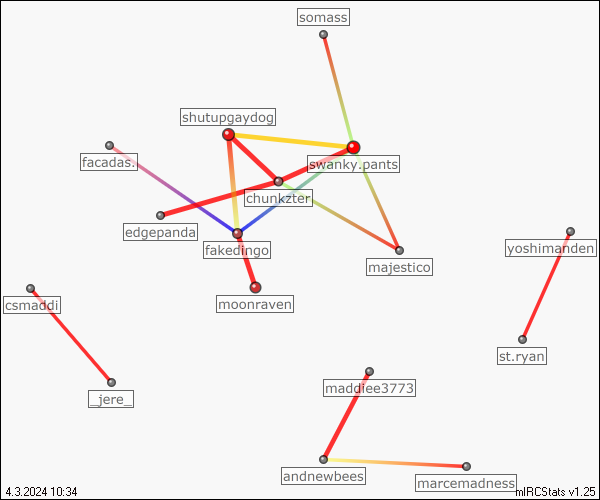 somass
shutupgaydog
facadas.
swanky.pants
chunkzter
edgepanda
fakedingo
yoshimanden
majestico
csmaddi
moonraven
st.ryan
maddiee3773
_jere_
andnewbees
marcemadness
4.3.2024 10:34
mIRCStats v1.25